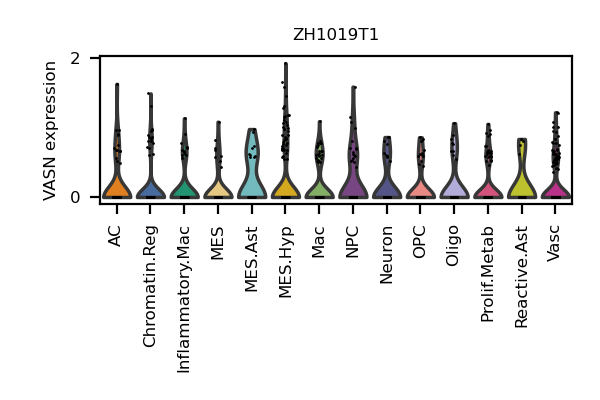 ZH1019T1
VASN expression
2
0
AC
Chromatin.Reg
Inflammatory.Mac
MES
MES.Ast
MES.Hyp
Mac
NPC
Neuron
OPC
Oligo
Prolif.Metab
Reactive.Ast
Vasc